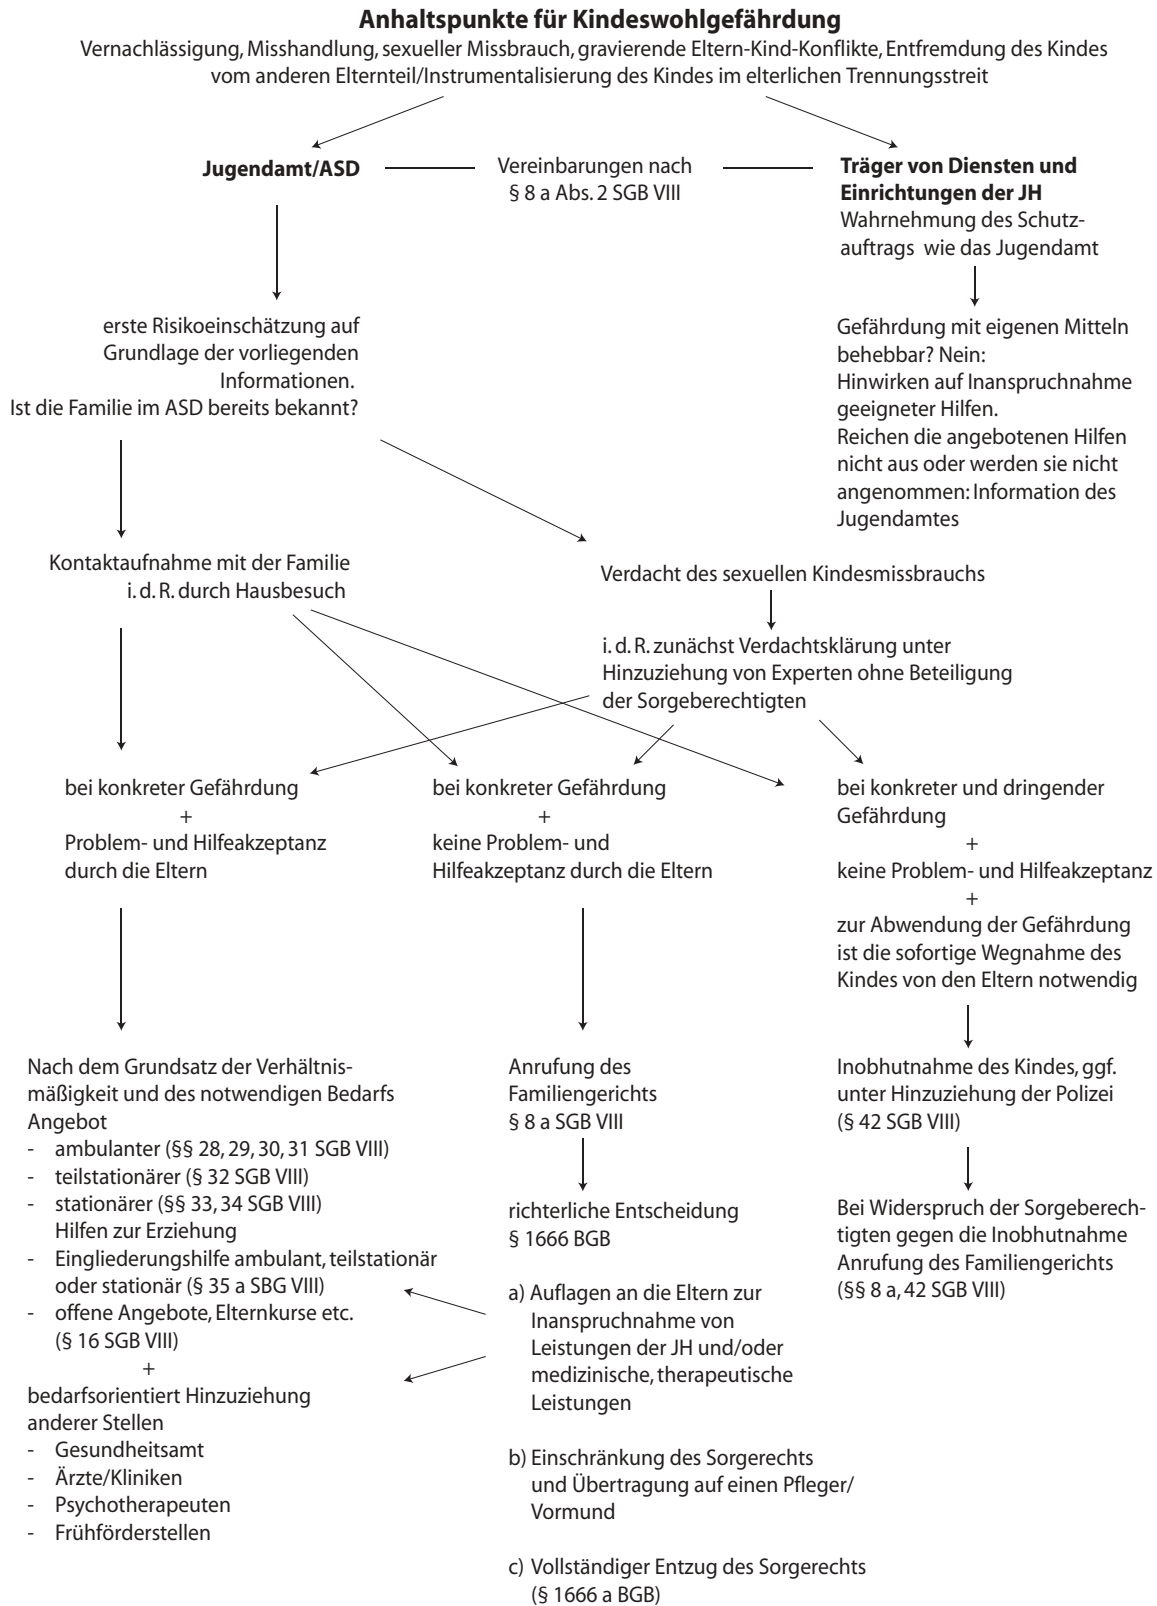 Anhaltspunkte für Kindeswohlgefährdung
Vernachlässigung, Misshandlung, sexueller Missbrauch, gravierende Eltern-Kind-Konflikte, Entfremdung des Kindes
vom anderen Elternteil/Instrumentalisierung des Kindes im elterlichen Trennungsstreit
Jugendamt/ASD
Vereinbarungen nach
§ 8 a Abs. 2 SGB VIII
Träger von Diensten und
Einrichtungen der JH
Wahrnehmung des Schutz-
auftrags wie das Jugendamt
erste Risikoeinschätzung auf
Grundlage der vorliegenden
Informationen.
Ist die Familie im ASD bereits bekannt?
Gefährdung mit eigenen Mitteln
behebbar? Nein:
Hinwirken auf Inanspruchnahme
geeigneter Hilfen.
Reichen die angebotenen Hilfen
nicht aus oder werden sie nicht
angenommen: Information des
Jugendamtes
Kontaktaufnahme mit der Familie
i. d. R. durch Hausbesuch
Verdacht des sexuellen Kindesmissbrauchs
i. d. R. zunächst Verdachtsklärung unter
Hinzuziehung von Experten ohne Beteiligung
der Sorgeberechtigten
bei konkreter Gefährdung
+
Problem- und Hilfeakzeptanz
durch die Eltern
bei konkreter Gefährdung
+
keine Problem- und
Hilfeakzeptanz durch die Eltern
bei konkreter und dringender
Gefährdung
+
keine Problem- und Hilfeakzeptanz
+
zur Abwendung der Gefährdung
ist die sofortige Wegnahme des
Kindes von den Eltern notwendig
Nach dem Grundsatz der Verhältnis-
mäßigkeit und des notwendigen Bedarfs
Angebot
- ambulanter (§§ 28, 29, 30, 31 SGB VIII)
- teilstationärer (§ 32 SGB VIII)
- stationärer (§§ 33, 34 SGB VIII)
Hilfen zur Erziehung
- Eingliederungshilfe ambulant, teilstationär
oder stationär (§ 35 a SBG VIII)
- offene Angebote, Elternkurse etc.
(§ 16 SGB VIII)
+
bedarfsorientiert Hinzuziehung
anderer Stellen
- Gesundheitsamt
- Ärzte/Kliniken
- Psychotherapeuten
- Frühförderstellen
Anrufung des
Familiengerichts
§ 8 a SGB VIII
richterliche Entscheidung
§ 1666 BGB
a) Auflagen an die Eltern zur
Inanspruchnahme von
Leistungen der JH und/oder
medizinische, therapeutische
Leistungen
b) Einschränkung des Sorgerechts
und Übertragung auf einen Pfleger/
Vormund
c) Vollständiger Entzug des Sorgerechts
(§ 1666 a BGB)
Inobhutnahme des Kindes, ggf.
unter Hinzuziehung der Polizei
(§ 42 SGB VIII)
Bei Widerspruch der Sorgeberech-
tigten gegen die Inobhutnahme
Anrufung des Familiengerichts
(§§ 8 a, 42 SGB VIII)